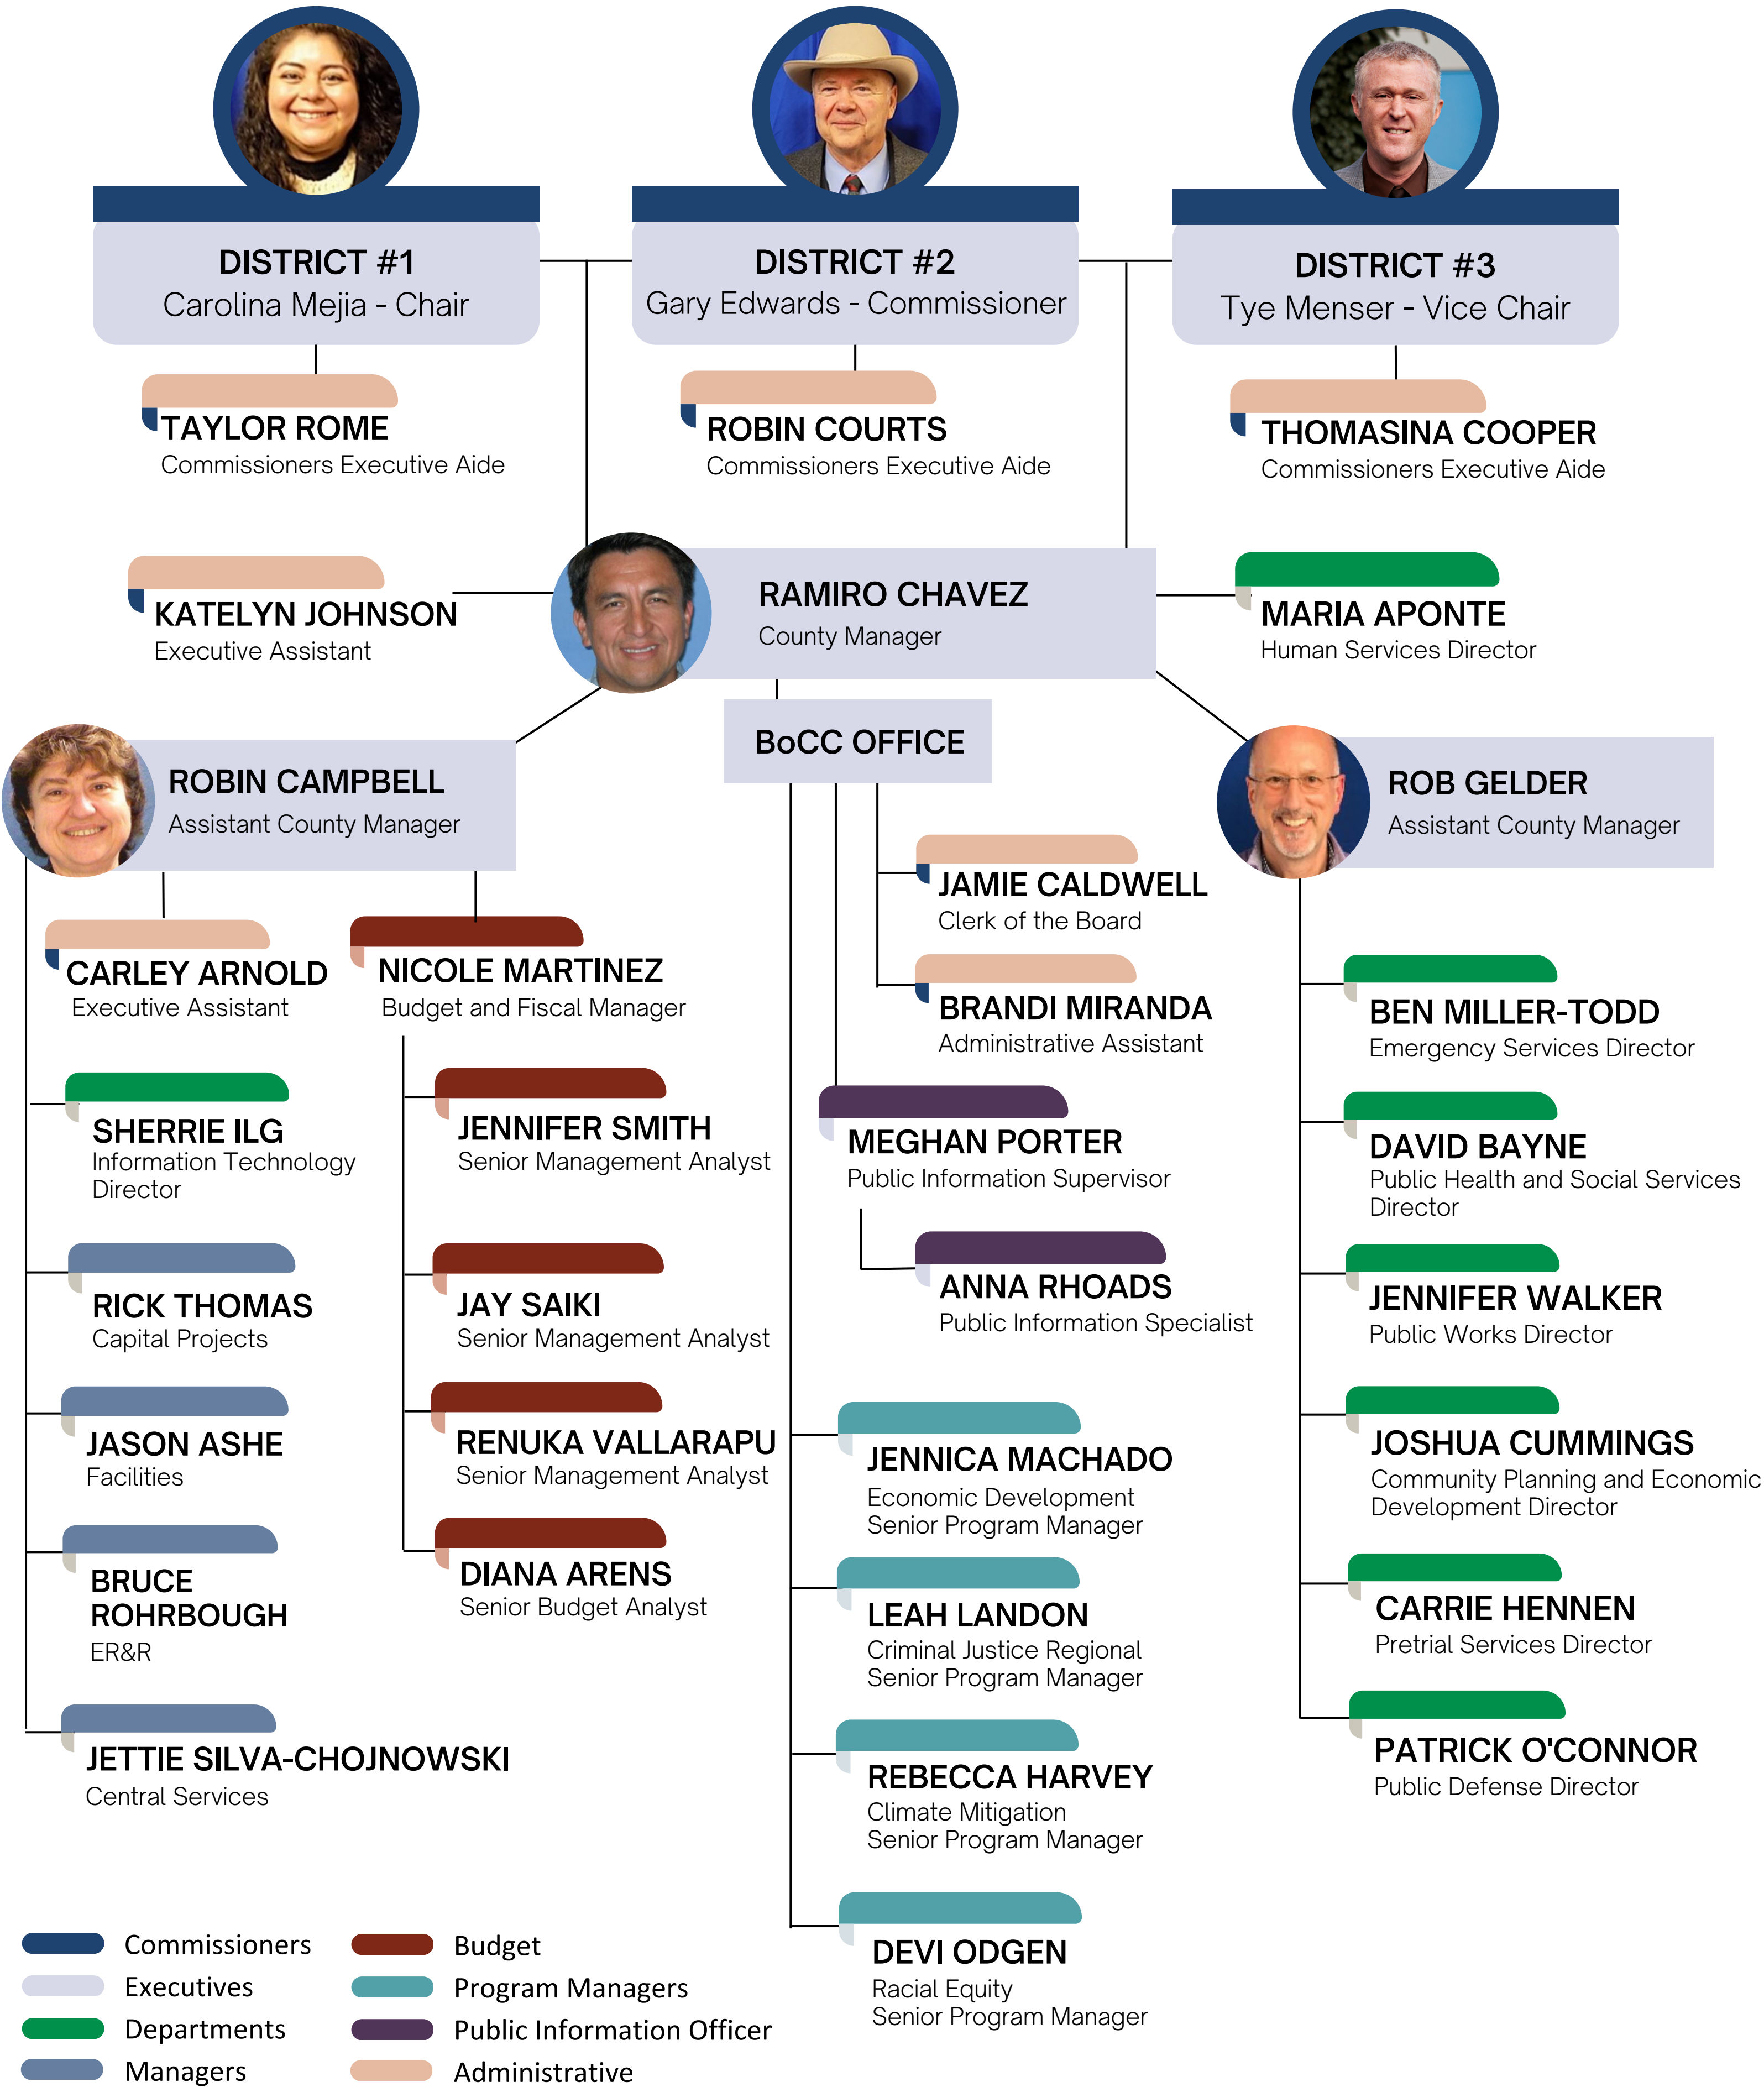 DISTRICT #1
Carolina Mejia - Chair
DISTRICT #2
Gary Edwards - Commissioner
DISTRICT #3
Tye Menser - Vice Chair
TAYLOR ROME
Commissioners Executive Aide
ROBIN COURTS
Commissioners Executive Aide
THOMASINA COOPER
Commissioners Executive Aide
KATELYN JOHNSON
Executive Assistant
RAMIRO CHAVEZ
County Manager
MARIA APONTE
Human Services Director
ROBIN CAMPBELL
Assistant County Manager
BoCC OFFICE
ROB GELDER
Assistant County Manager
CARLEY ARNOLD
Executive Assistant
SHERRIE ILG
Information Technology
Director
RICK THOMAS
Capital Projects
JASON ASHE
Facilities
BRUCE
ROHRBOUGH
ER&R
JETTIE SILVA-CHOJNOWSKI
Central Services
NICOLE MARTINEZ
Budget and Fiscal Manager
JENNIFER SMITH
Senior Management Analyst
JAY SAIKI
Senior Management Analyst
RENUKA VALLARAPU
Senior Management Analyst
DIANA ARENS
Senior Budget Analyst
JAMIE CALDWELL
Clerk of the Board
BRANDI MIRANDA
Administrative Assistant
MEGHAN PORTER
Public Information Supervisor
ANNA RHOADS
Public Information Specialist
JENNICA MACHADO
Economic Development
Senior Program Manager
LEAH LANDON
Criminal Justice Regional
Senior Program Manager
REBECCA HARVEY
Climate Mitigation
Senior Program Manager
DEVI ODGEN
Racial Equity
Senior Program Manager
BEN MILLER-TODD
Emergency Services Director
DAVID BAYNE
Public Health and Social Services
Director
JENNIFER WALKER
Public Works Director
JOSHUA CUMMINGS
Community Planning and Economic
Development Director
CARRIE HENNEN
Pretrial Services Director
PATRICK O'CONNOR
Public Defense Director
Commissioners
Executives
Departments
Managers
Budget
Program Managers
Public Information Officer
Administrative